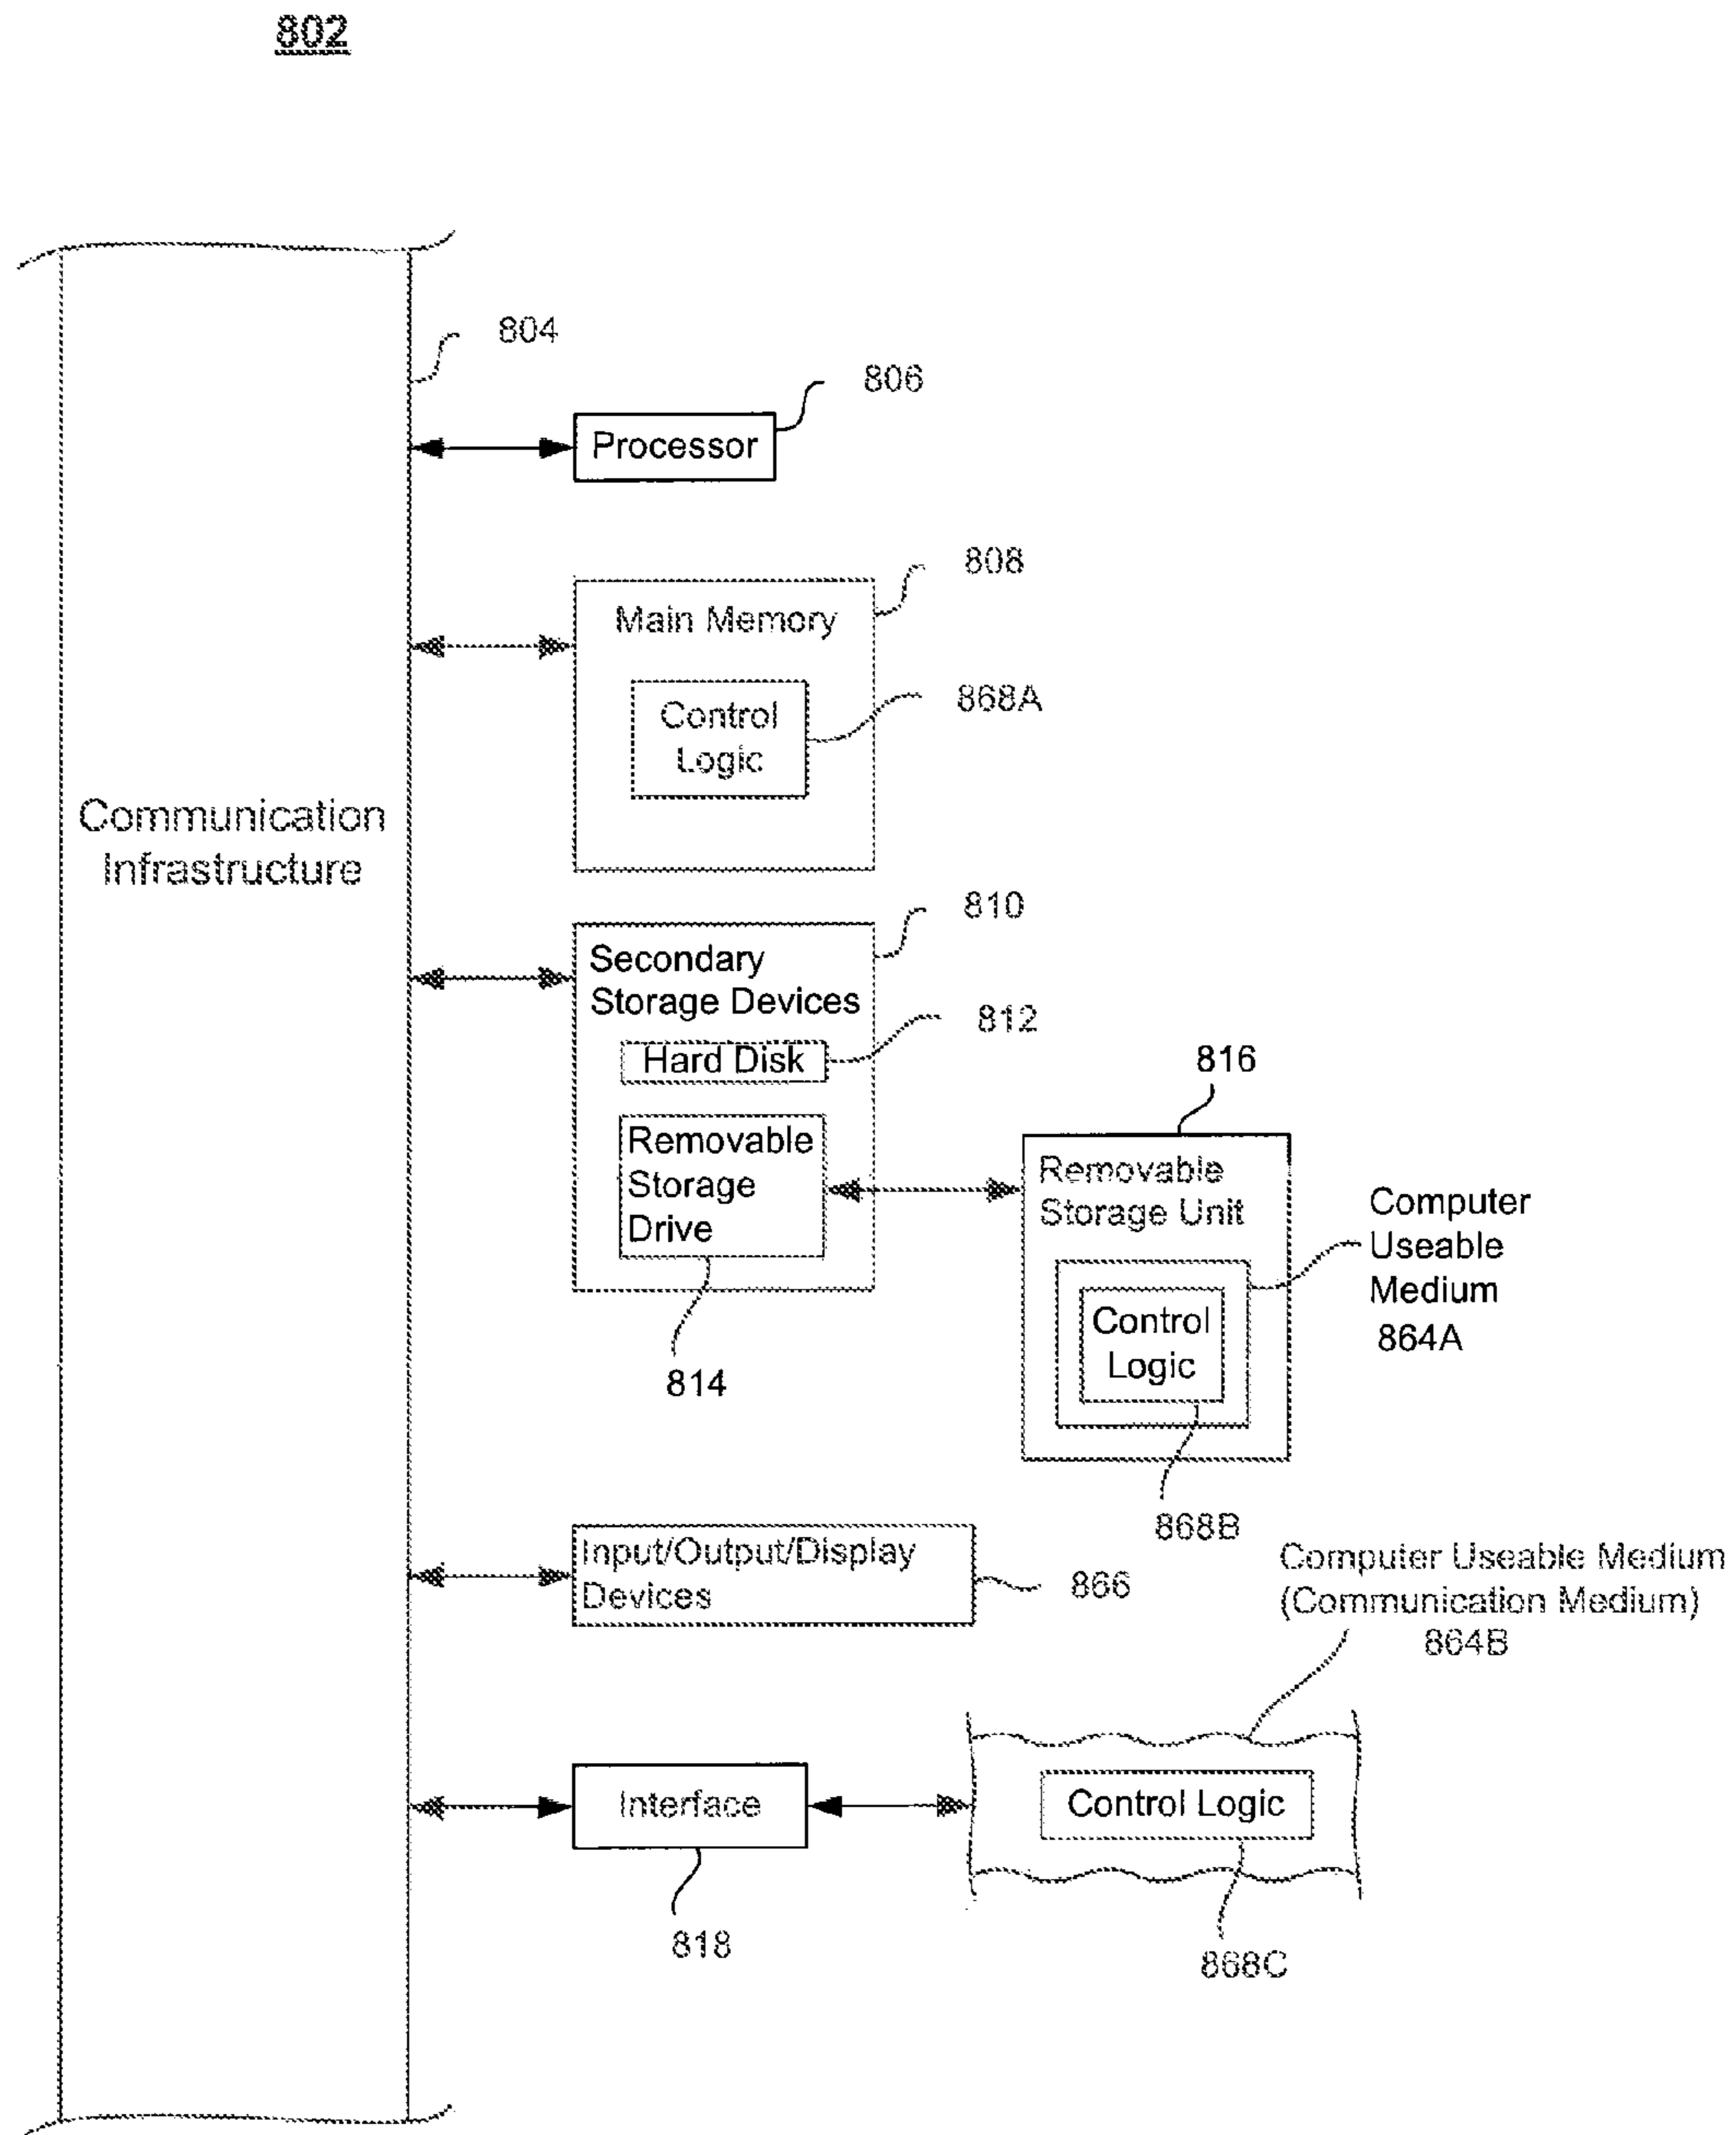 802
804
806
Processor
808
Main Memory
868A
Control
Logic
Communication
Infrastructure
810
Secondary
Storage Devices
812
Hard Disk
816
Removable
Storage
Drive
Removable
Storage Unit
Computer
Useable
Medium
864A
Control
Logic
814
868B
Input/Output/Display
Devices
866
Computer Useable Medium
(Communication Medium)
864B
Interface
Control Logic
818
868C